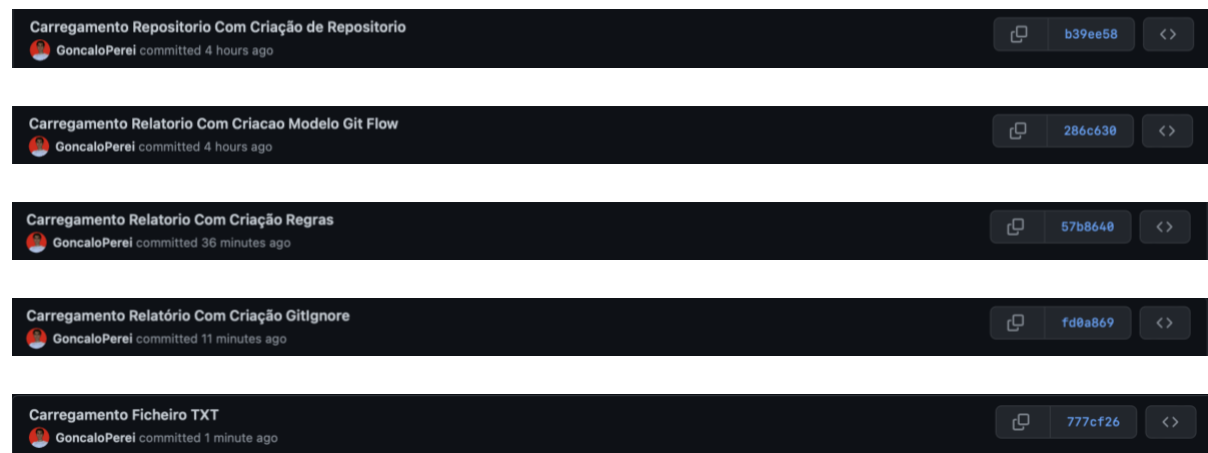 Carregamento Repositorio Com Criação de Repositorio
GoncaloPerei committed 4 hours ago
b39ee58
Carregamento Relatorio Com Criacao Modelo Git Flow
GoncaloPerei committed 4 hours ago
286c630
Carregamento Relatorio Com Criação Regras
GoncaloPerei committed 36 minutes ago
57b8640
Carregamento Relatório Com Criação GitIgnore
GoncaloPerei committed 11 minutes ago
fd0a869
Carregamento Ficheiro TXT
GoncaloPerei committed 1 minute ago
777cf26